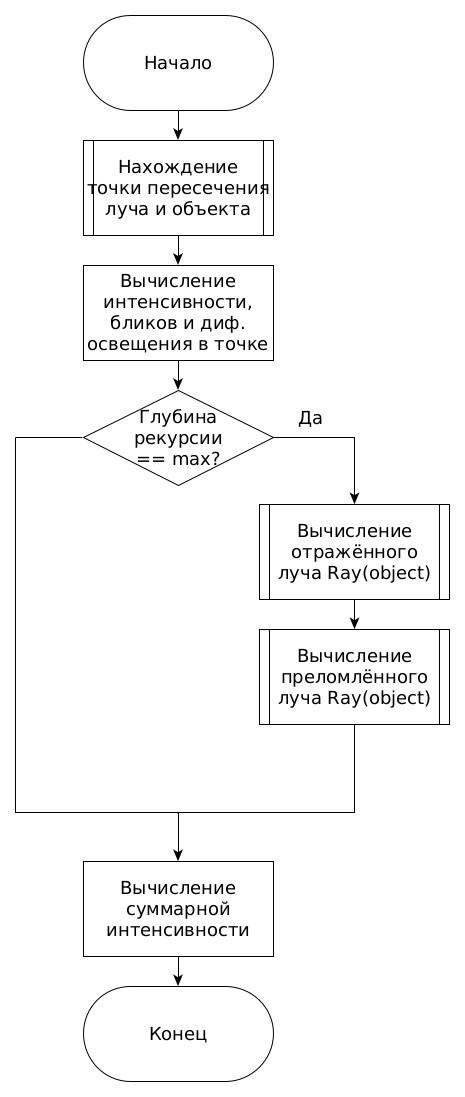 Начало
Нахождение
точки пересечения
луча и объекта
Вычисление
интенсивности,
бликов и диф.
освещения в точке
Глубина
рекурсии
== max?
Да
Вычисление
отражённого
луча Ray(object)
Вычисление
преломлённого
луча Ray(object)
Вычисление
суммарной
интенсивности
Конец